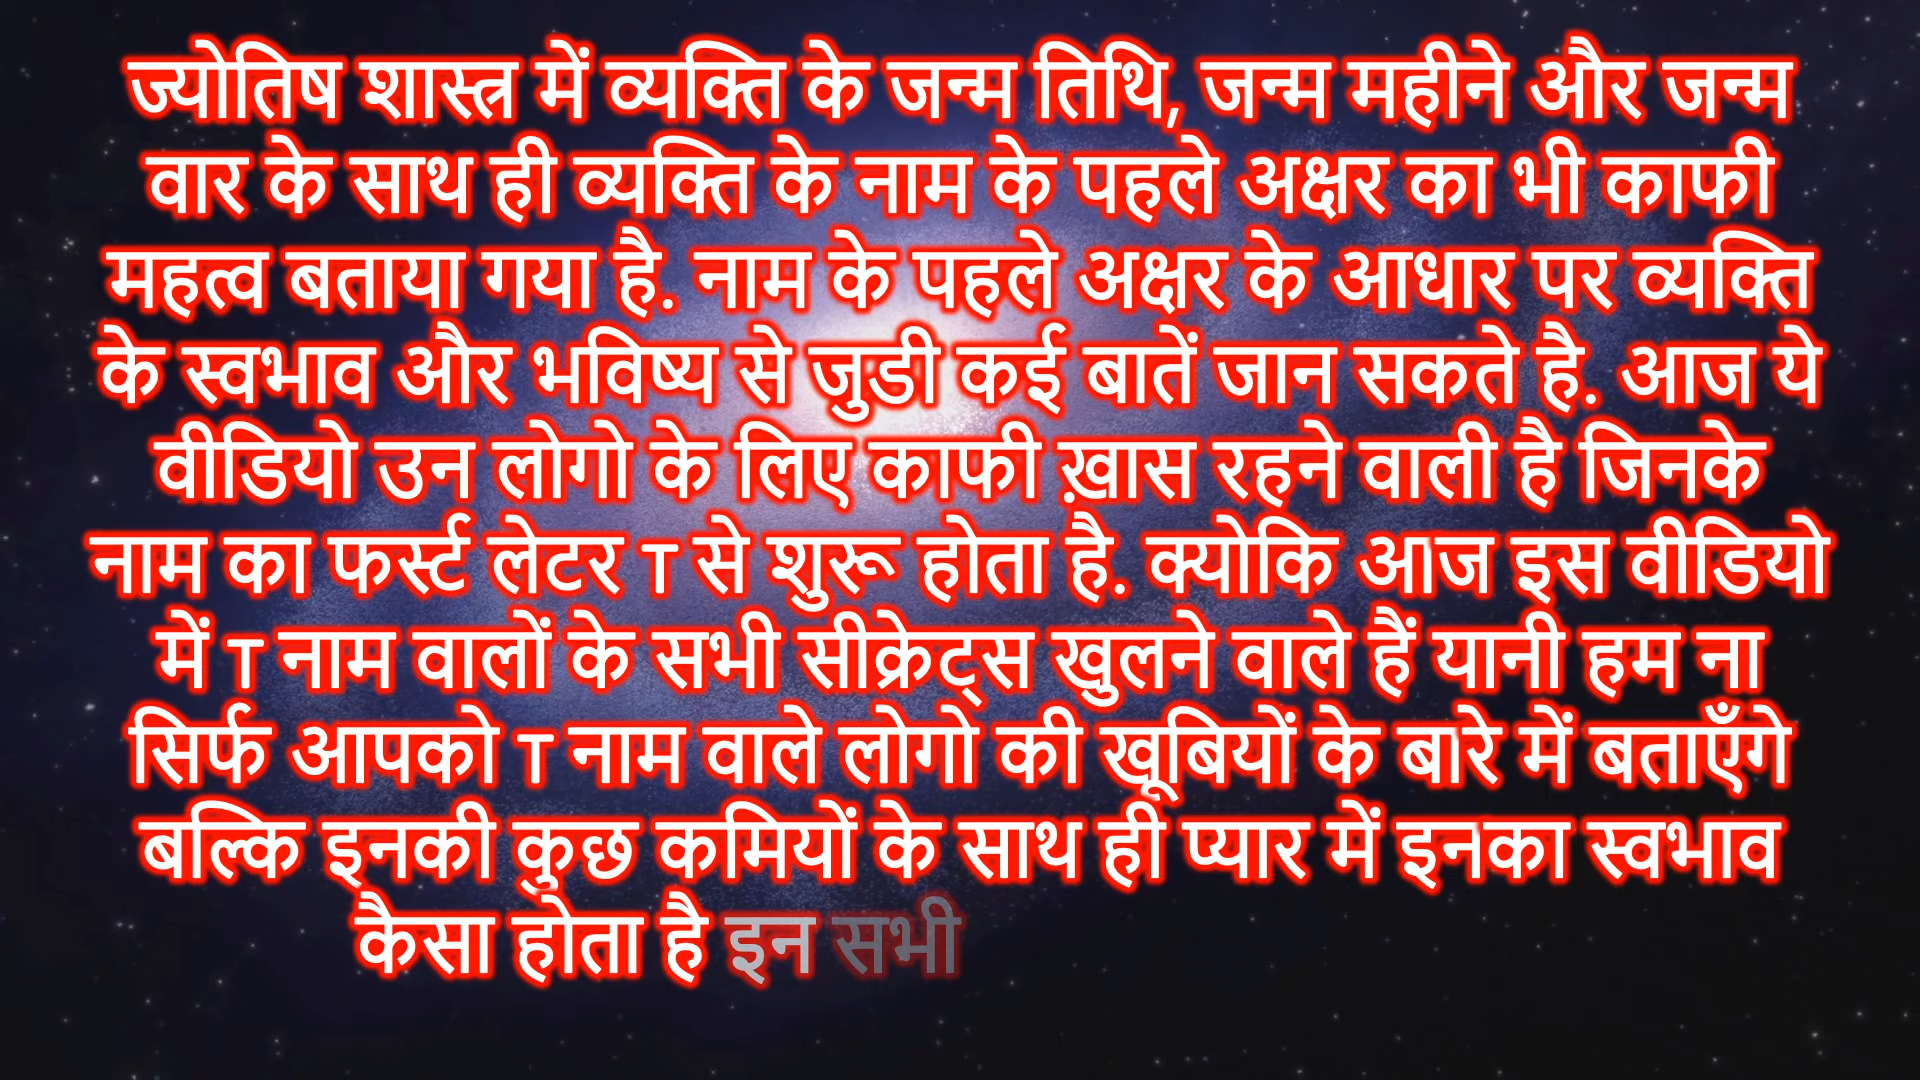 ज्योतिष शास्त्र में व्यक्ति के जन्म तिथि, जन्म महीने और जन्म
वार के साथ ही व्यक्ति के नाम के पहले अक्षर का भी काफी
महत्व बताया गया है. नाम के पहले अक्षर के आधार पर व्यक्ति
के स्वभाव और भविष्य से जुडी कई बातें जान सकते है. आज ये
वीडियो उन लोगो के लिए काफी ख़ास रहने वाली है जिनके
नाम का फर्स्ट लेटर T से शुरू होता है. क्योकि आज इस वीडियो
में T नाम वालों के सभी सीक्रेट्स खुलने वाले हैं यानी हम ना
सिर्फ आपको T नाम वाले लोगो की खूबियों के बारे में बताएँगे
बल्कि इनकी कुछ कमियों के साथ ही प्यार में इनका स्वभाव
कैसा होता है इन सभी